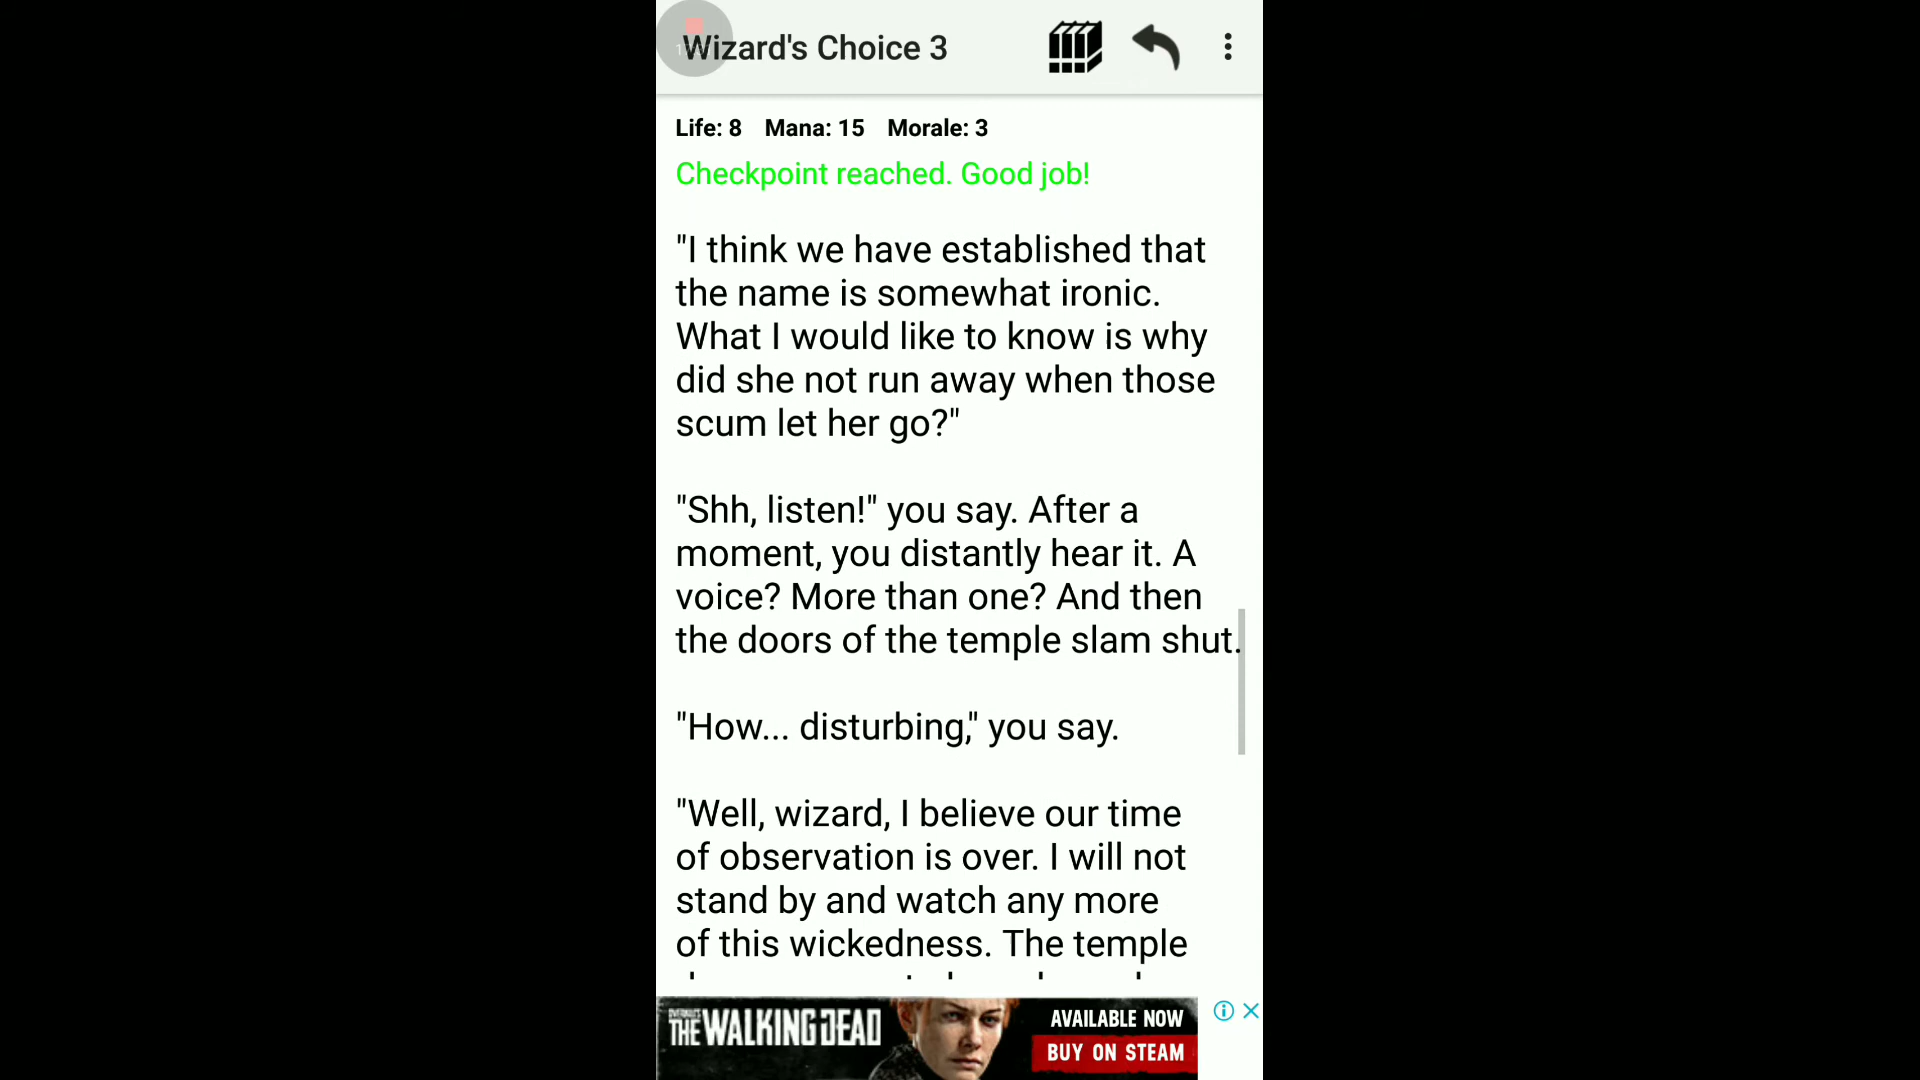 Wizard's Choice 3
Life: 8 Mana: 15 Morale: 3
Checkpoint reached. Good job!
"I think we have established that
the name is somewhat ironic.
What I would like to know is why
did she not run away when those
scum let her go?"
"Shh, listen!" you say. After a
moment, you distantly hear it. A
voice? More than one? And then
the doors of the temple slam shut.
"How... disturbing," you say.
"Well, wizard, I believe our time
of observation is over. I will not
stand by and watch any more
of this wickedness. The temple
OVERKILL'S
THE WALKING DEAD
AVAILABLE NOW
BUY ON STEAM